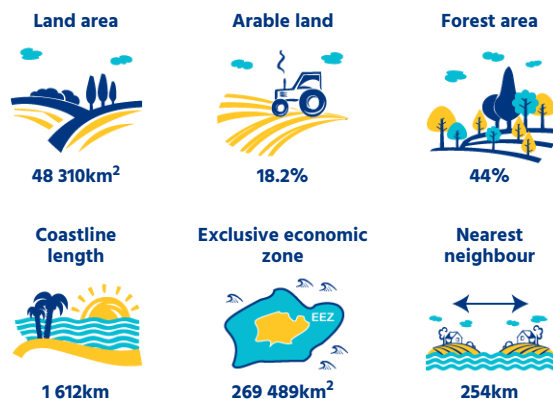 Land area
Arable land
Forest area
48 310km²
18.2%
44%
Coastline
length
Exclusive economic
zone
Nearest
neighbour
EEZ
1 612km
269 489km²
254km